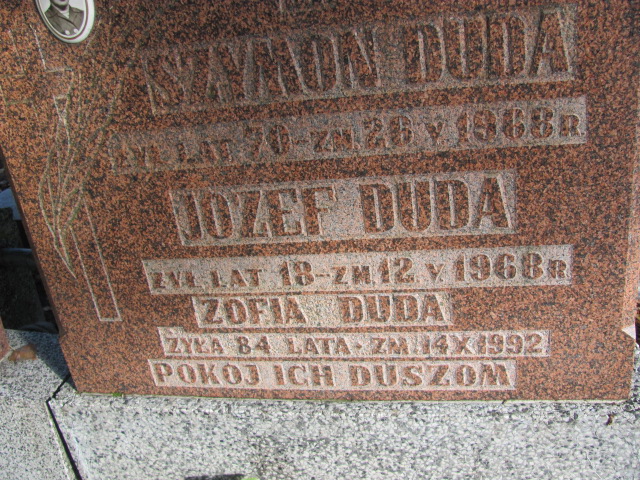 SZYMON DUDA
ŻYŁ LAT 70-ZM. 26 V 1968 R
JÓZEF DUDA
ŻYŁ. LAT 18-ZM. 12. V. 1968 R
ZOFIA DUDA
ŻYŁA 84 LATA · ZM. 14 X 1992
POKÓJ ICH DUSZOM